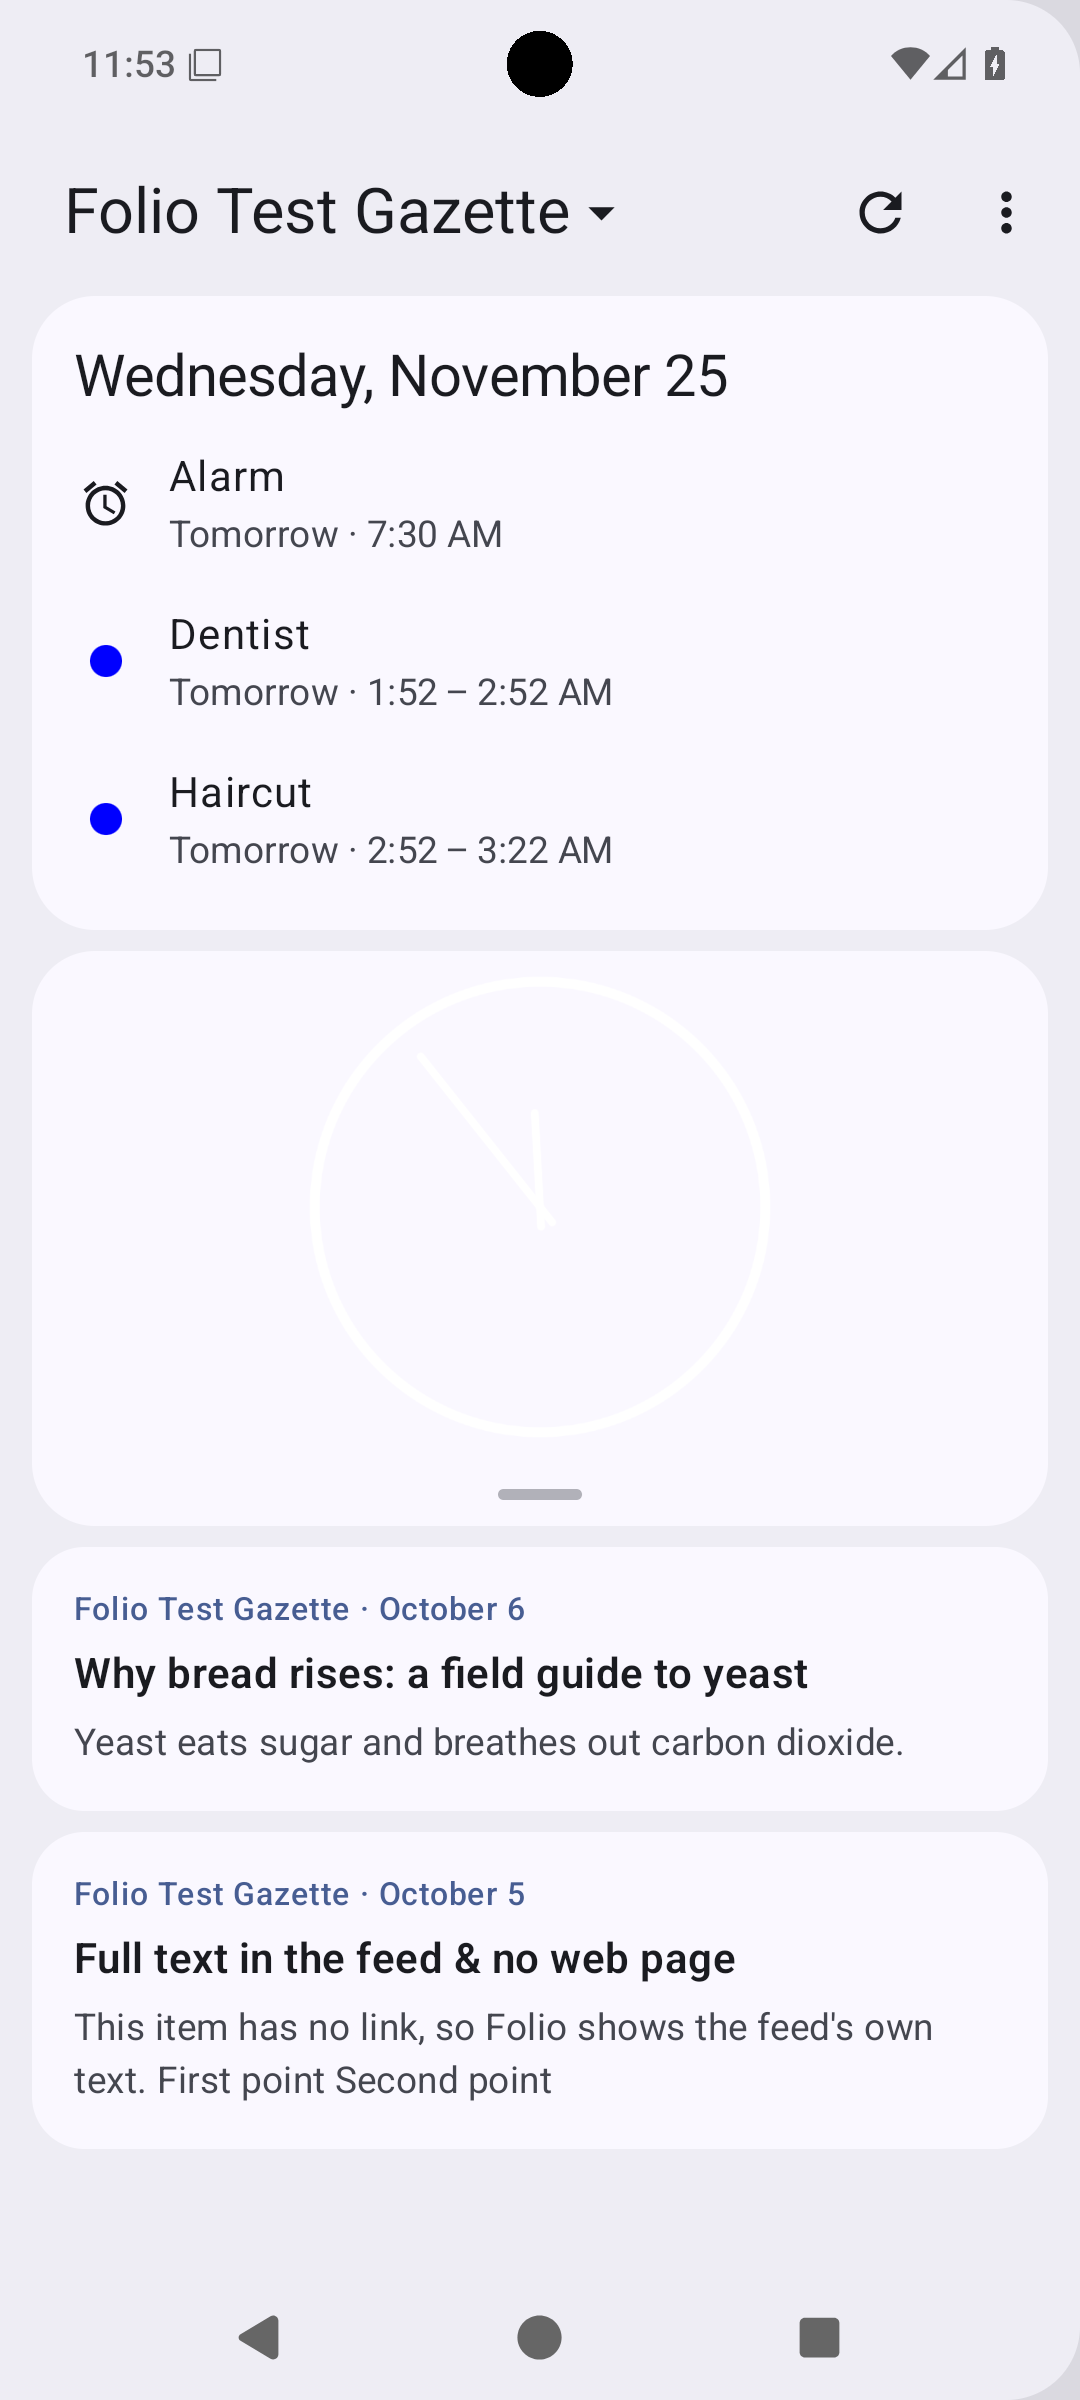 11:53
Folio Test Gazette
Wednesday, November 25
Alarm
Tomorrow · 7:30 AM
Dentist
Tomorrow · 1:52 – 2:52 AM
Haircut
Tomorrow · 2:52 – 3:22 AM
Folio Test Gazette · October 6
Why bread rises: a field guide to yeast
Yeast eats sugar and breathes out carbon dioxide.
Folio Test Gazette · October 5
Full text in the feed & no web page
This item has no link, so Folio shows the feed's own
text. First point Second point